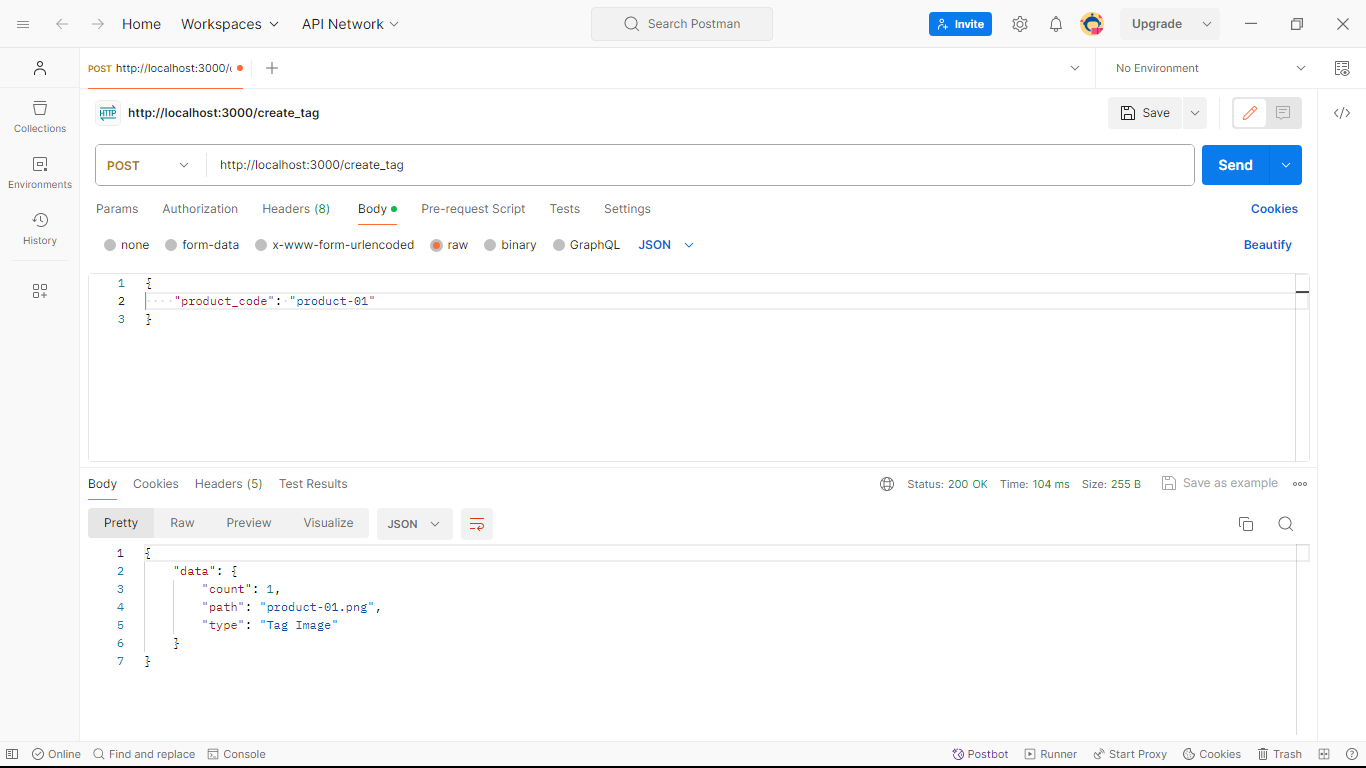 Home Workspaces API Network Search Postman Invite Upgrade
POST http://localhost:3000/ No Environment
HTTP http://localhost:3000/create_tag Save
Collections
POST http://localhost:3000/create_tag Send
Environments
Params Authorization Headers (8) Body Pre-request Script Tests Settings Cookies
History
none form-data x-www-form-urlencoded raw binary GraphQL JSON Beautify
1 {
2 "product_code": "product-01"
3 }
Body Cookies Headers (5) Test Results Status: 200 OK Time: 104 ms Size: 255 B Save as example
Pretty Raw Preview Visualize JSON
1 {
2 "data": {
3 "count": 1,
4 "path": "product-01.png",
5 "type": "Tag Image"
6 }
7 }
Online Find and replace Console Postbot Runner Start Proxy Cookies Trash